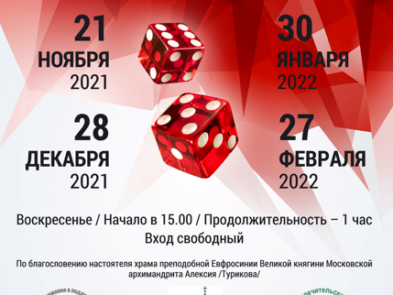 21
НОЯБРЯ
2021
30
ЯНВАРЯ
2022
28
ДЕКАБРЯ
2021
27
ФЕВРАЛЯ
2022
Воскресенье / Начало в 15.00 / Продолжительность – 1 час
Вход свободный
По благословению настоятеля храма преподобной Евфросинии Великой княгини Московской
архимандрита Алексия /Турикова/